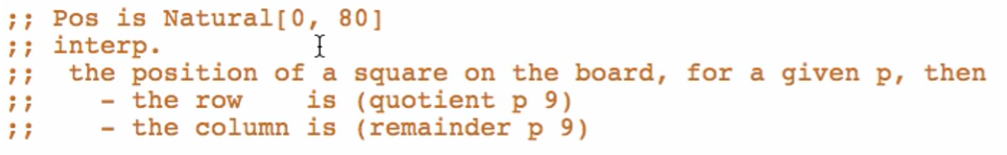 ;; Pos is Natural[0, 80]
;; interp.
;;  the position of a square on the board, for a given p, then
;;    - the row    is (quotient p 9)
;;    - the column is (remainder p 9)